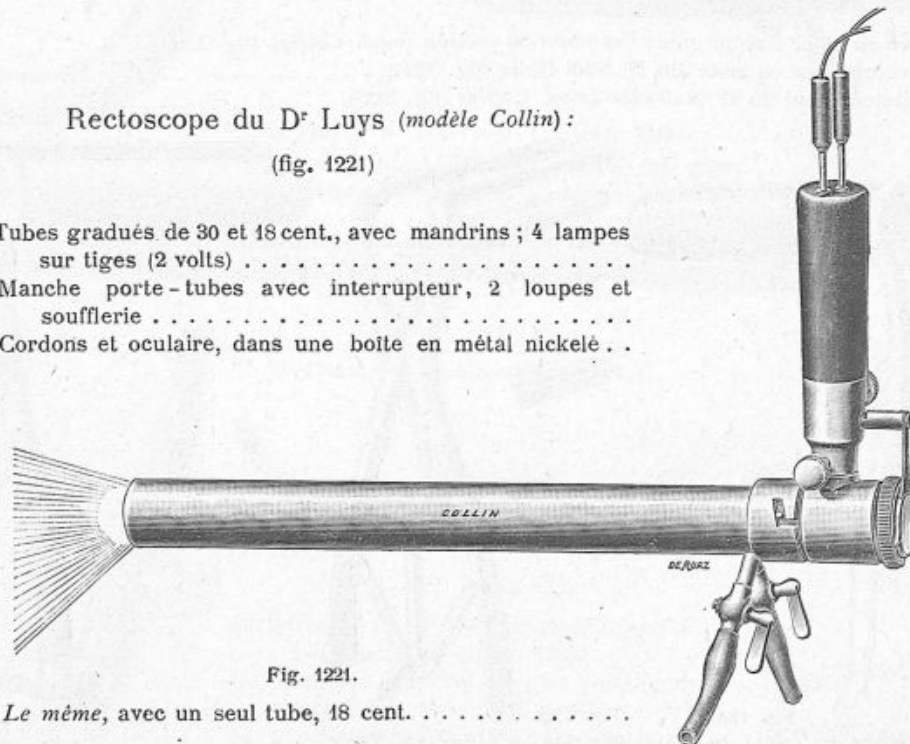 Rectoscope du Dr Luys (modèle Collin) :
(fig. 1221)
Tubes gradués de 30 et 18 cent., avec mandrins ; 4 lampes
sur tiges (2 volts) . . . . . . . . . . . . . . . . . . . . .
Manche porte-tubes avec interrupteur, 2 loupes et
soufflerie . . . . . . . . . . . . . . . . . . . . . . . . . .
Cordons et oculaire, dans une boîte en métal nickelé . .
COLLIN
Fig. 1221.
Le même, avec un seul tube, 18 cent. . . . . . . . . . . .